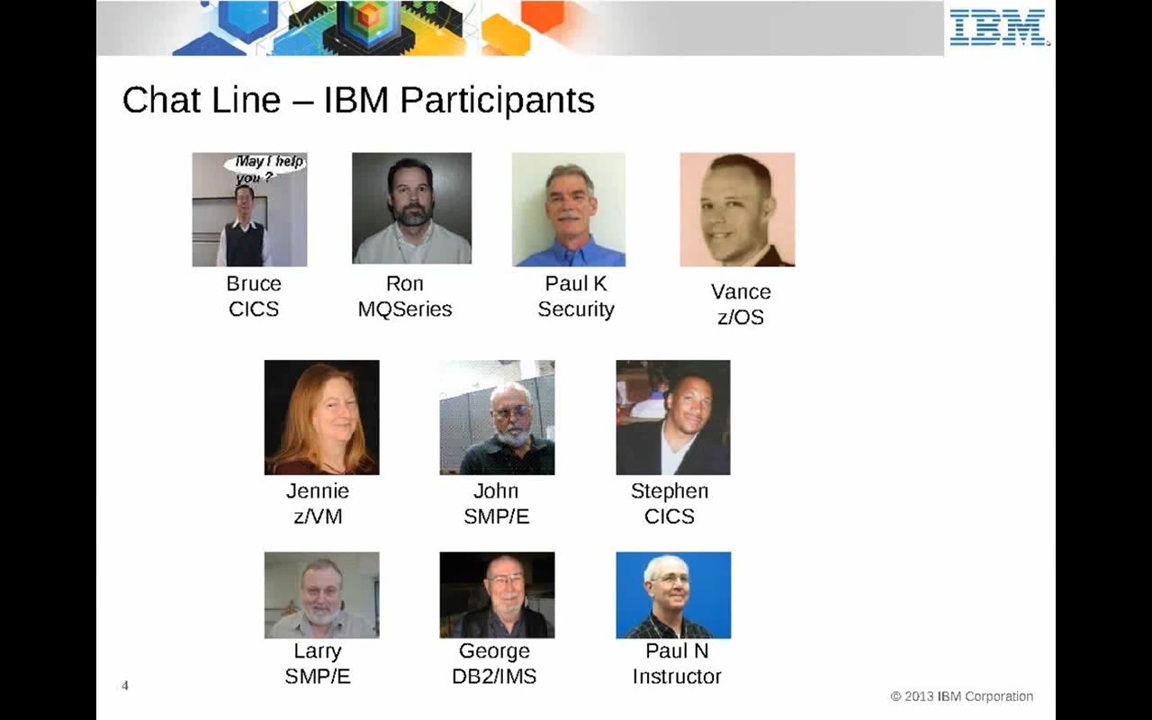 IBM
Chat Line – IBM Participants
May I help
you ?
Bruce
CICS
Ron
MQSeries
Paul K
Security
Vance
z/OS
Jennie
z/VM
John
SMP/E
Stephen
CICS
Larry
SMP/E
George
DB2/IMS
Paul N
Instructor
4
© 2013 IBM Corporation